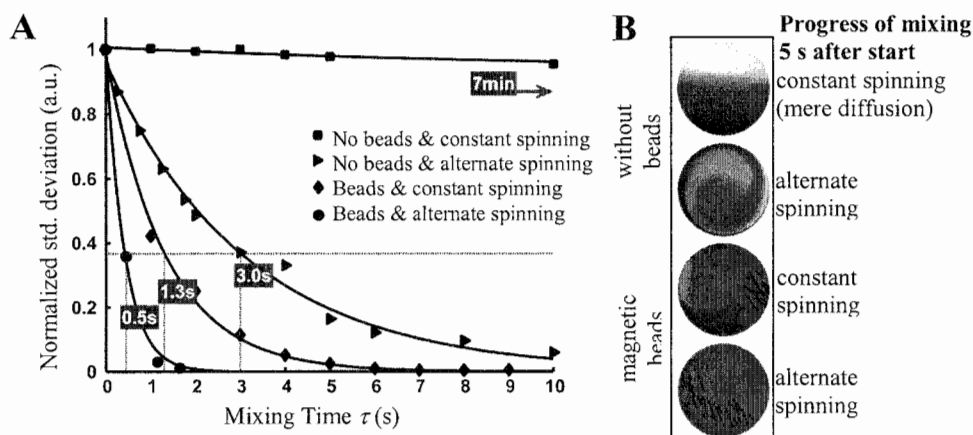 A
Normalized std. deviation (a.u.)
1
0.8
0.6
0.4
0.2
0
7min
No beads & constant spinning
No beads & alternate spinning
Beads & constant spinning
Beads & alternate spinning
0.5s
1.3s
3.0s
0 1 2 3 4 5 6 7 8 9 10
Mixing Time τ (s)
B
Progress of mixing
5 s after start
constant spinning
(mere diffusion)
alternate
spinning
constant
spinning
alternate
spinning
without
beads
magnetic
beads